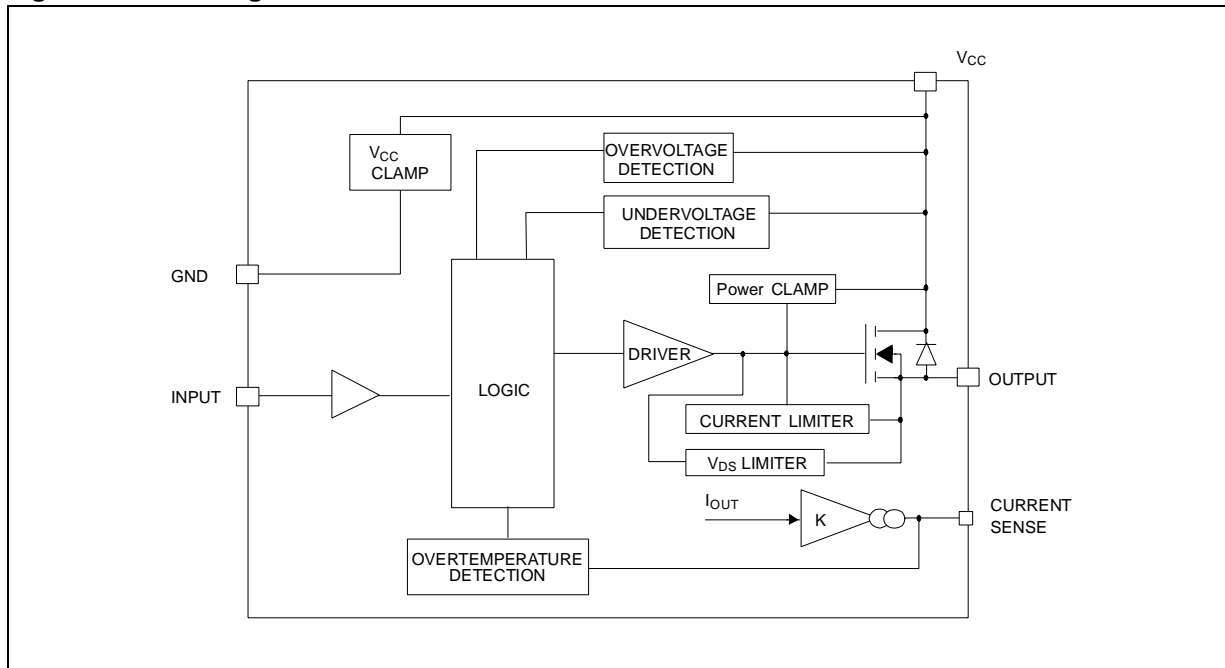 VCC
VCC
CLAMP
OVERVOLTAGE
DETECTION
UNDERVOLTAGE
DETECTION
GND
Power CLAMP
DRIVER
LOGIC
INPUT
OUTPUT
CURRENT LIMITER
VDS LIMITER
IOUT
K
CURRENT
SENSE
OVERTEMPERATURE
DETECTION